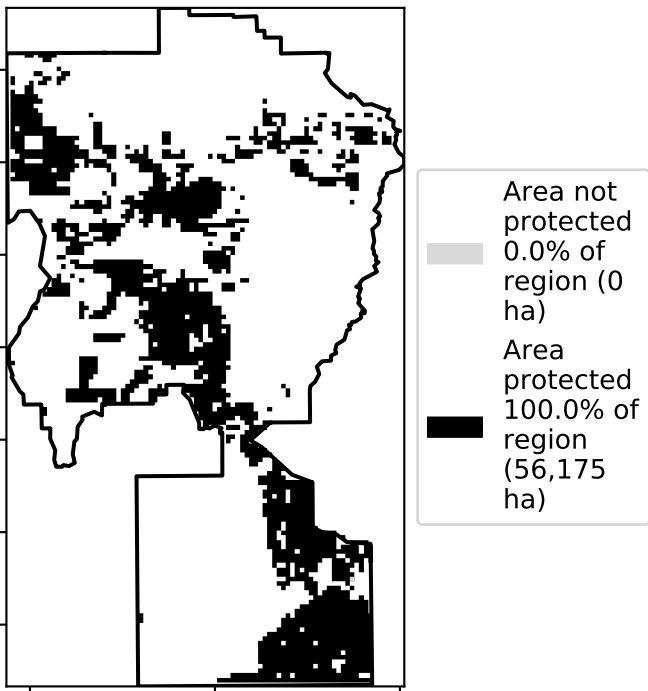 Area not
protected
0.0% of
region (0
ha)
Area
protected
100.0% of
region
(56,175
ha)